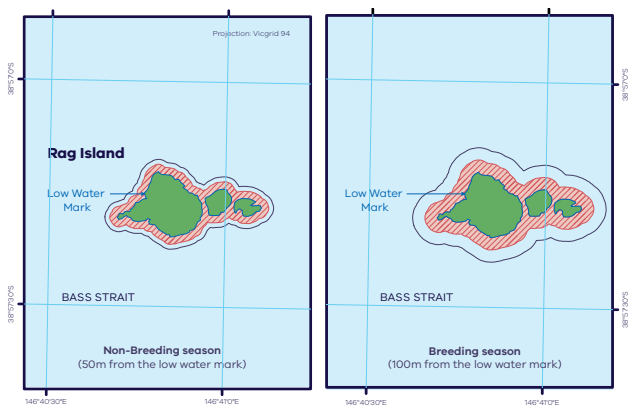 Projection: Vicgrid 94
38°57'0"S
38°57'0"S
Rag Island
Low Water
Mark
Low Water
Mark
BASS STRAIT
BASS STRAIT
38°57'30"S
38°57'30"S
Non-Breeding season
(50m from the low water mark)
Breeding season
(100m from the low water mark)
146°40'30"E
146°41'0"E
146°40'30"E
146°41'0"E